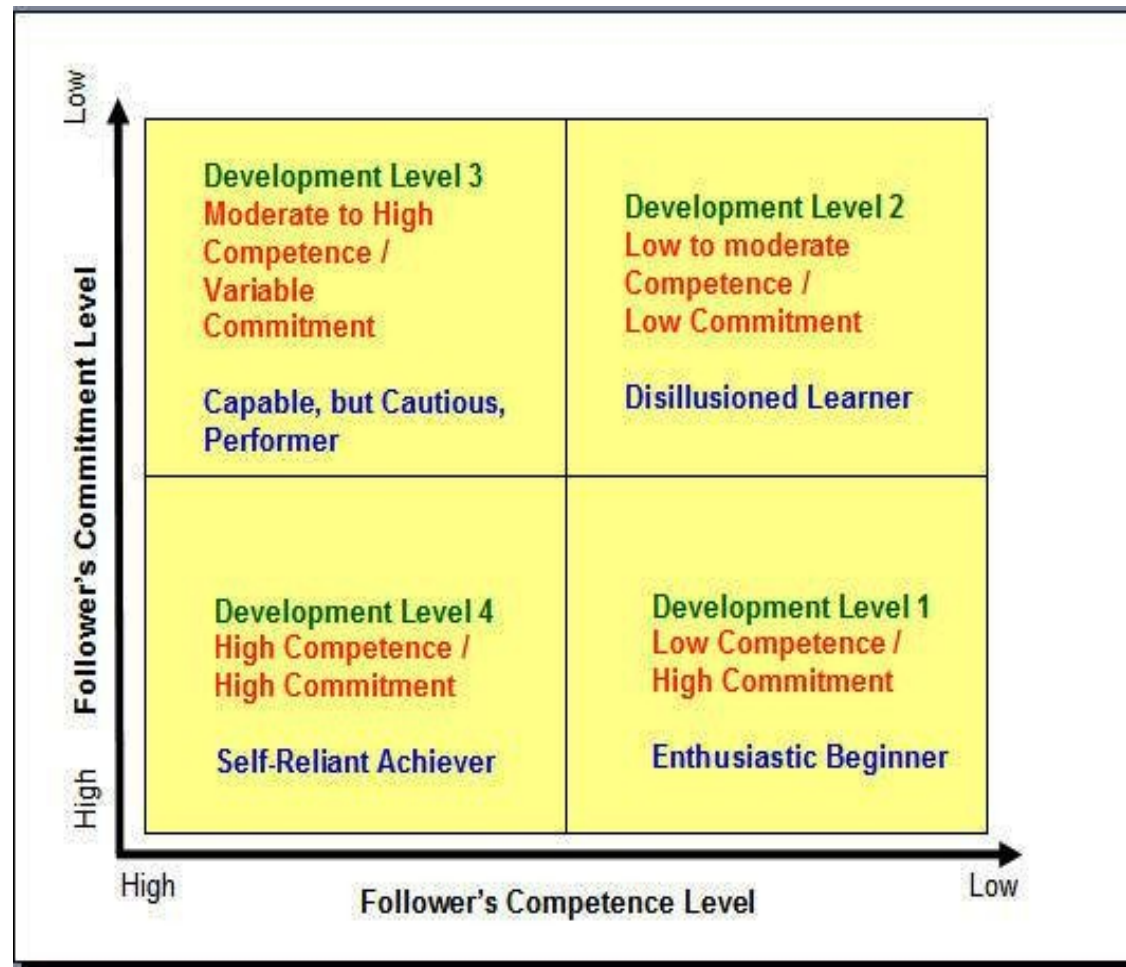 Low
Follower's Commitment Level
High
Development Level 3
Moderate to High
Competence /
Variable
Commitment
Capable, but Cautious,
Performer
Development Level 2
Low to moderate
Competence /
Low Commitment
Disillusioned Learner
Development Level 4
High Competence /
High Commitment
Self-Reliant Achiever
Development Level 1
Low Competence /
High Commitment
Enthusiastic Beginner
High
Follower's Competence Level
Low